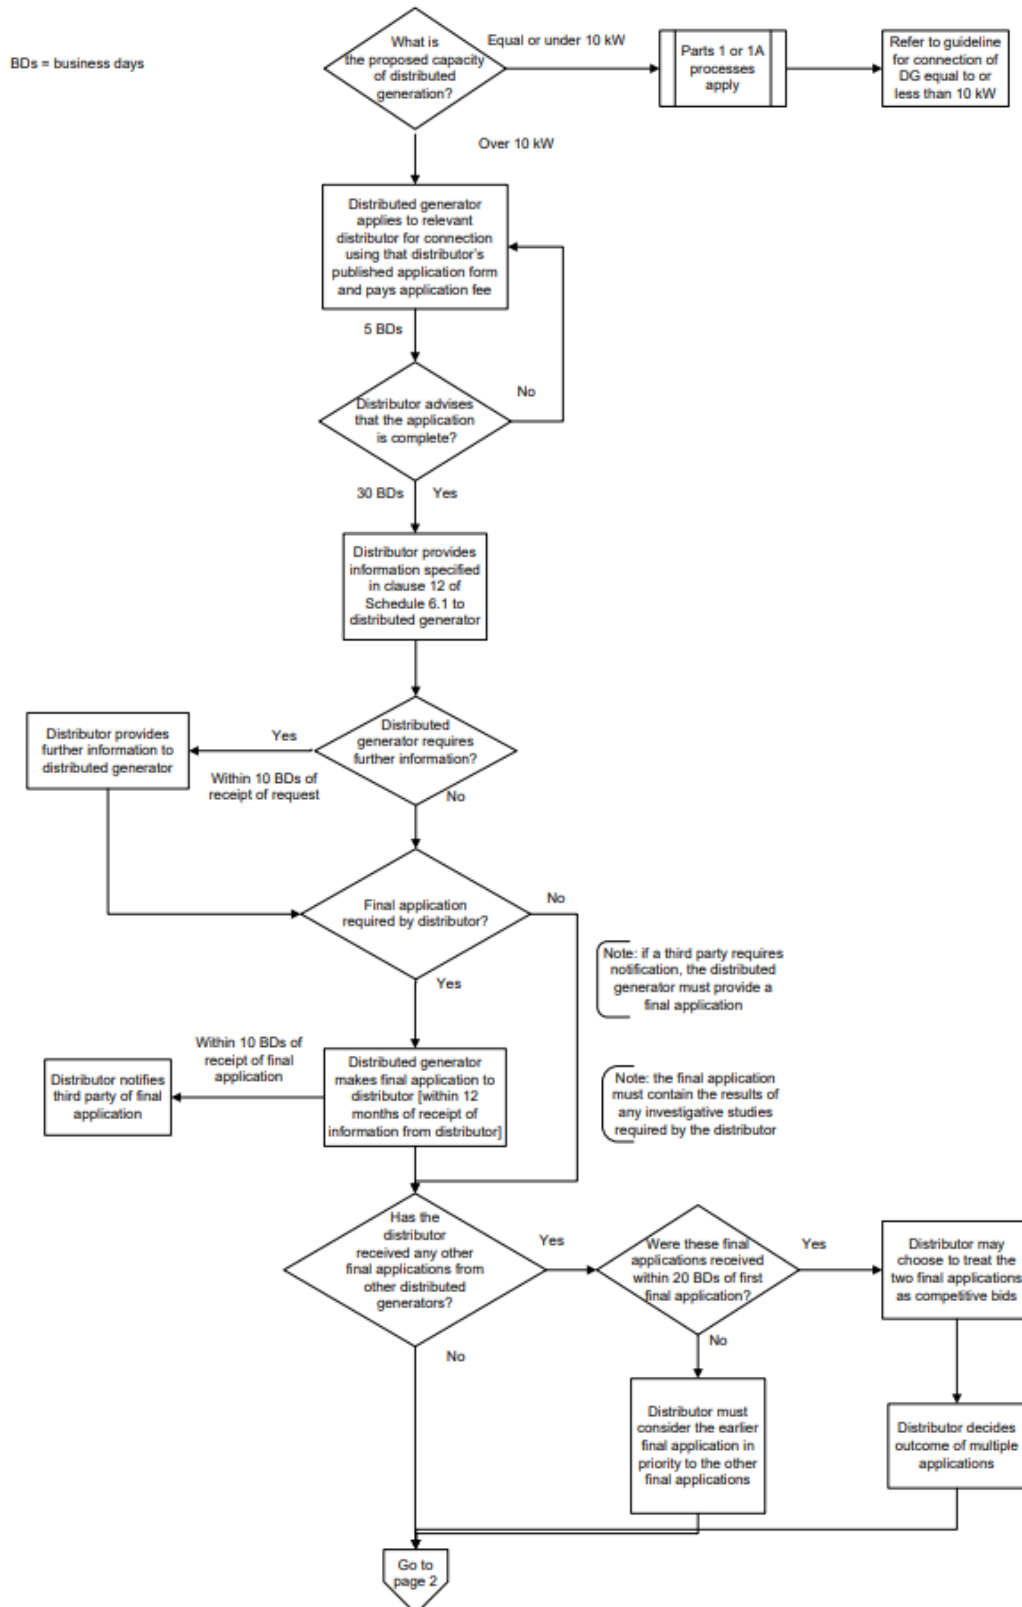 BDs = business days
What is
the proposed capacity
of distributed
generation?
Equal or under 10 kW
Parts 1 or 1A
processes
apply
Refer to guideline
for connection of
DG equal to or
less than 10 kW
Over 10 kW
Distributed generator
applies to relevant
distributor for connection
using that distributor's
published application form
and pays application fee
5 BDs
Distributor advises
that the application
is complete?
No
30 BDs
Yes
Distributor provides
information specified
in clause 12 of
Schedule 6.1 to
distributed generator
Distributed
generator requires
further information?
Yes
Within 10 BDs of
receipt of request
Distributor provides
further information to
distributed generator
No
Final application
required by distributor?
No
Yes
Note: if a third party requires
notification, the distributed
generator must provide a
final application
Within 10 BDs of
receipt of final
application
Distributor notifies
third party of final
application
Distributed generator
makes final application to
distributor [within 12
months of receipt of
information from distributor]
Note: the final application
must contain the results of
any investigative studies
required by the distributor
Has the
distributor
received any other
final applications from
other distributed
generators?
Yes
Were these final
applications received
within 20 BDs of first
final application?
Yes
Distributor may
choose to treat the
two final applications
as competitive bids
No
No
Distributor must
consider the earlier
final application in
priority to the other
final applications
Distributor decides
outcome of multiple
applications
Go to
page 2